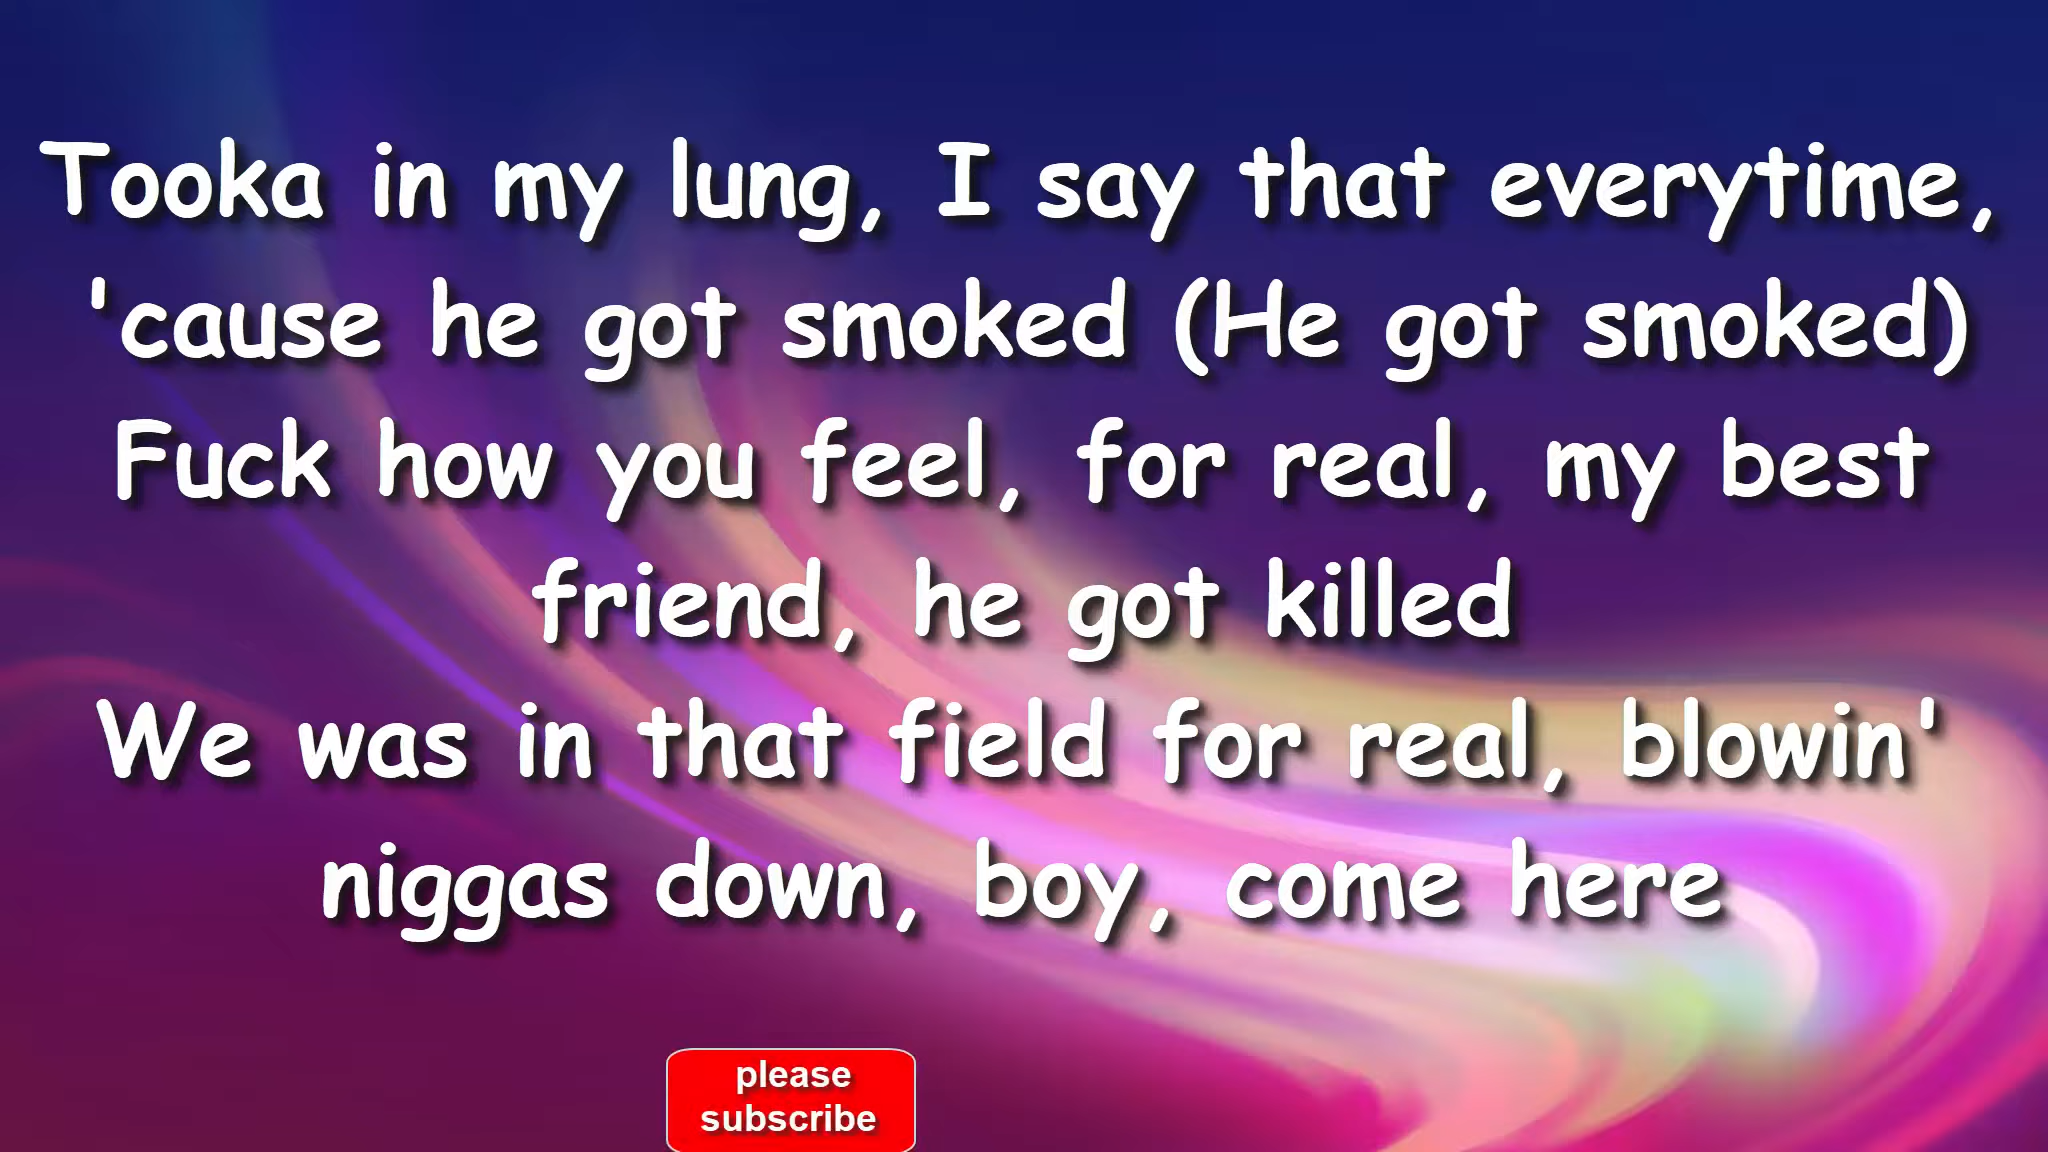 Tooka in my lung, I say that everytime,
'cause he got smoked (He got smoked)
Fuck how you feel, for real, my best
friend, he got killed
We was in that field for real, blowin'
niggas down, boy, come here
please
subscribe